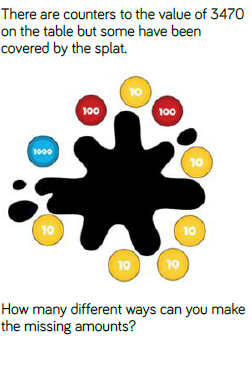 There are counters to the value of 3470
on the table but some have been
covered by the splat.
10
100
100
1000
10
10
10
10
10
How many different ways can you make
the missing amounts?